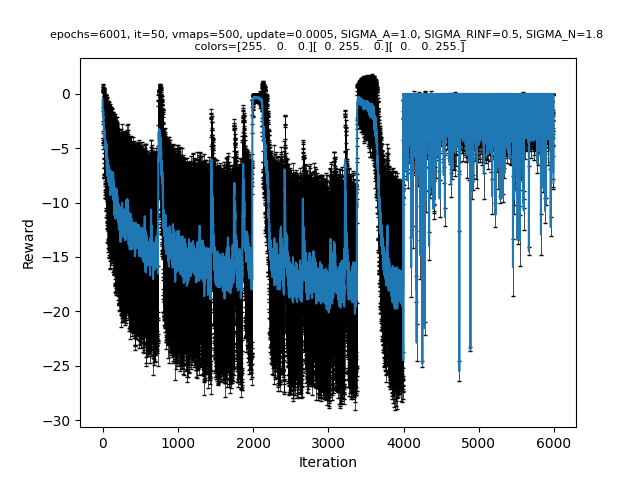 epochs=6001, it=50, vmaps=500, update=0.0005, SIGMA_A=1.0, SIGMA_RINF=0.5, SIGMA_N=1.8
colors=[255. 0. 0.][ 0. 255. 0.][ 0. 0. 255.]
0
−5
−10
−15
−20
−25
−30
Reward
0 1000 2000 3000 4000 5000 6000
Iteration